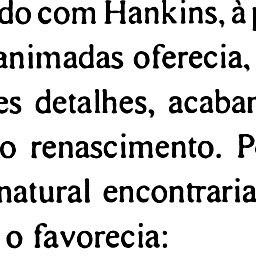 do com Hankins, à
animadas oferecia,
es detalhes, acabar
o renascimento. P
natural encontraria
o favorecia: